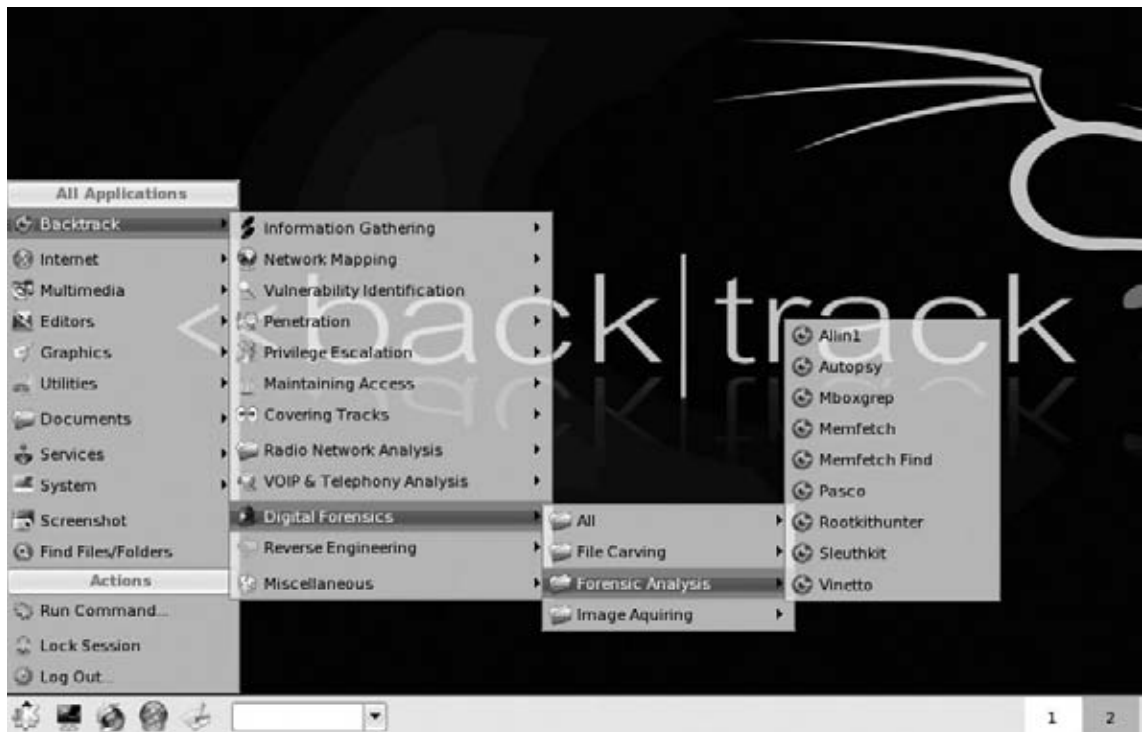 All Applications
Backtrack
Internet
Multimedia
Editors
Graphics
Utilities
Documents
Services
System
Screenshot
Find Files/Folders
Actions
Run Command...
Lock Session
Log Out...
Information Gathering
Network Mapping
Vulnerability Identification
Penetration
Privilege Escalation
Maintaining Access
Covering Tracks
Radio Network Analysis
VOIP & Telephony Analysis
Digital Forensics
Reverse Engineering
Miscellaneous
All
File Carving
Forensic Analysis
Image Aquiring
Allin1
Autopsy
Mboxgrep
Memfetch
Memfetch Find
Pasco
Rootkithunter
Sleuthkit
Vinetto
<< back|track
1 2